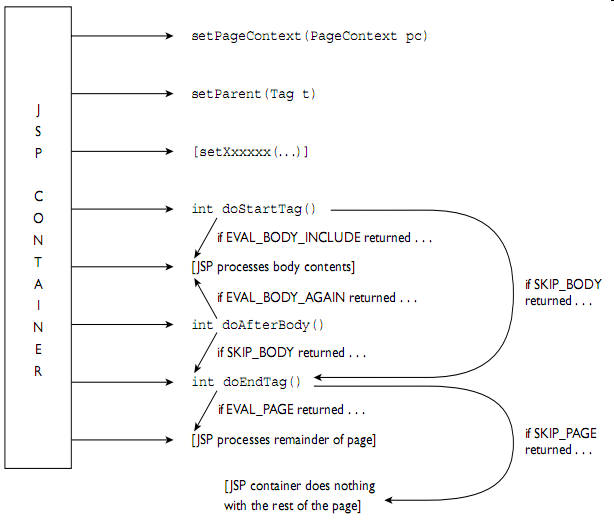 JSP CONTAINER
setPageContext(PageContext pc)
setParent(Tag t)
[setXxxxxx(...)]
int doStartTag()
if EVAL_BODY_INCLUDE returned . . .
[JSP processes body contents]
if EVAL_BODY_AGAIN returned . . .
if SKIP_BODY
returned . . .
int doAfterBody()
if SKIP_BODY returned . . .
int doEndTag()
if EVAL_PAGE returned . . .
[JSP processes remainder of page]
if SKIP_PAGE
returned . . .
[JSP container does nothing
with the rest of the page]